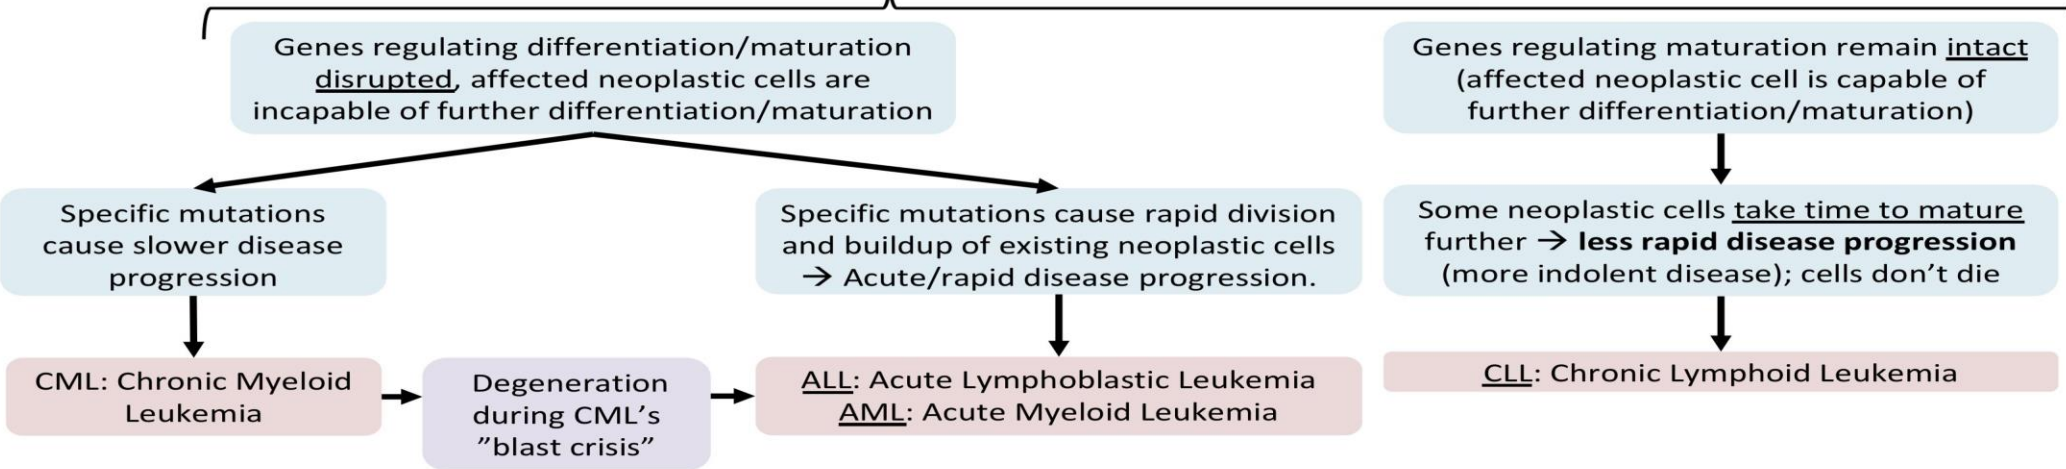 Genes regulating differentiation/maturation
disrupted, affected neoplastic cells are
incapable of further differentiation/maturation
Genes regulating maturation remain intact
(affected neoplastic cell is capable of
further differentiation/maturation)
Specific mutations
cause slower disease
progression
Specific mutations cause rapid division
and buildup of existing neoplastic cells
→ Acute/rapid disease progression.
Some neoplastic cells take time to mature
further → less rapid disease progression
(more indolent disease); cells don’t die
CML: Chronic Myeloid
Leukemia
Degeneration
during CML’s
”blast crisis”
ALL: Acute Lymphoblastic Leukemia
AML: Acute Myeloid Leukemia
CLL: Chronic Lymphoid Leukemia